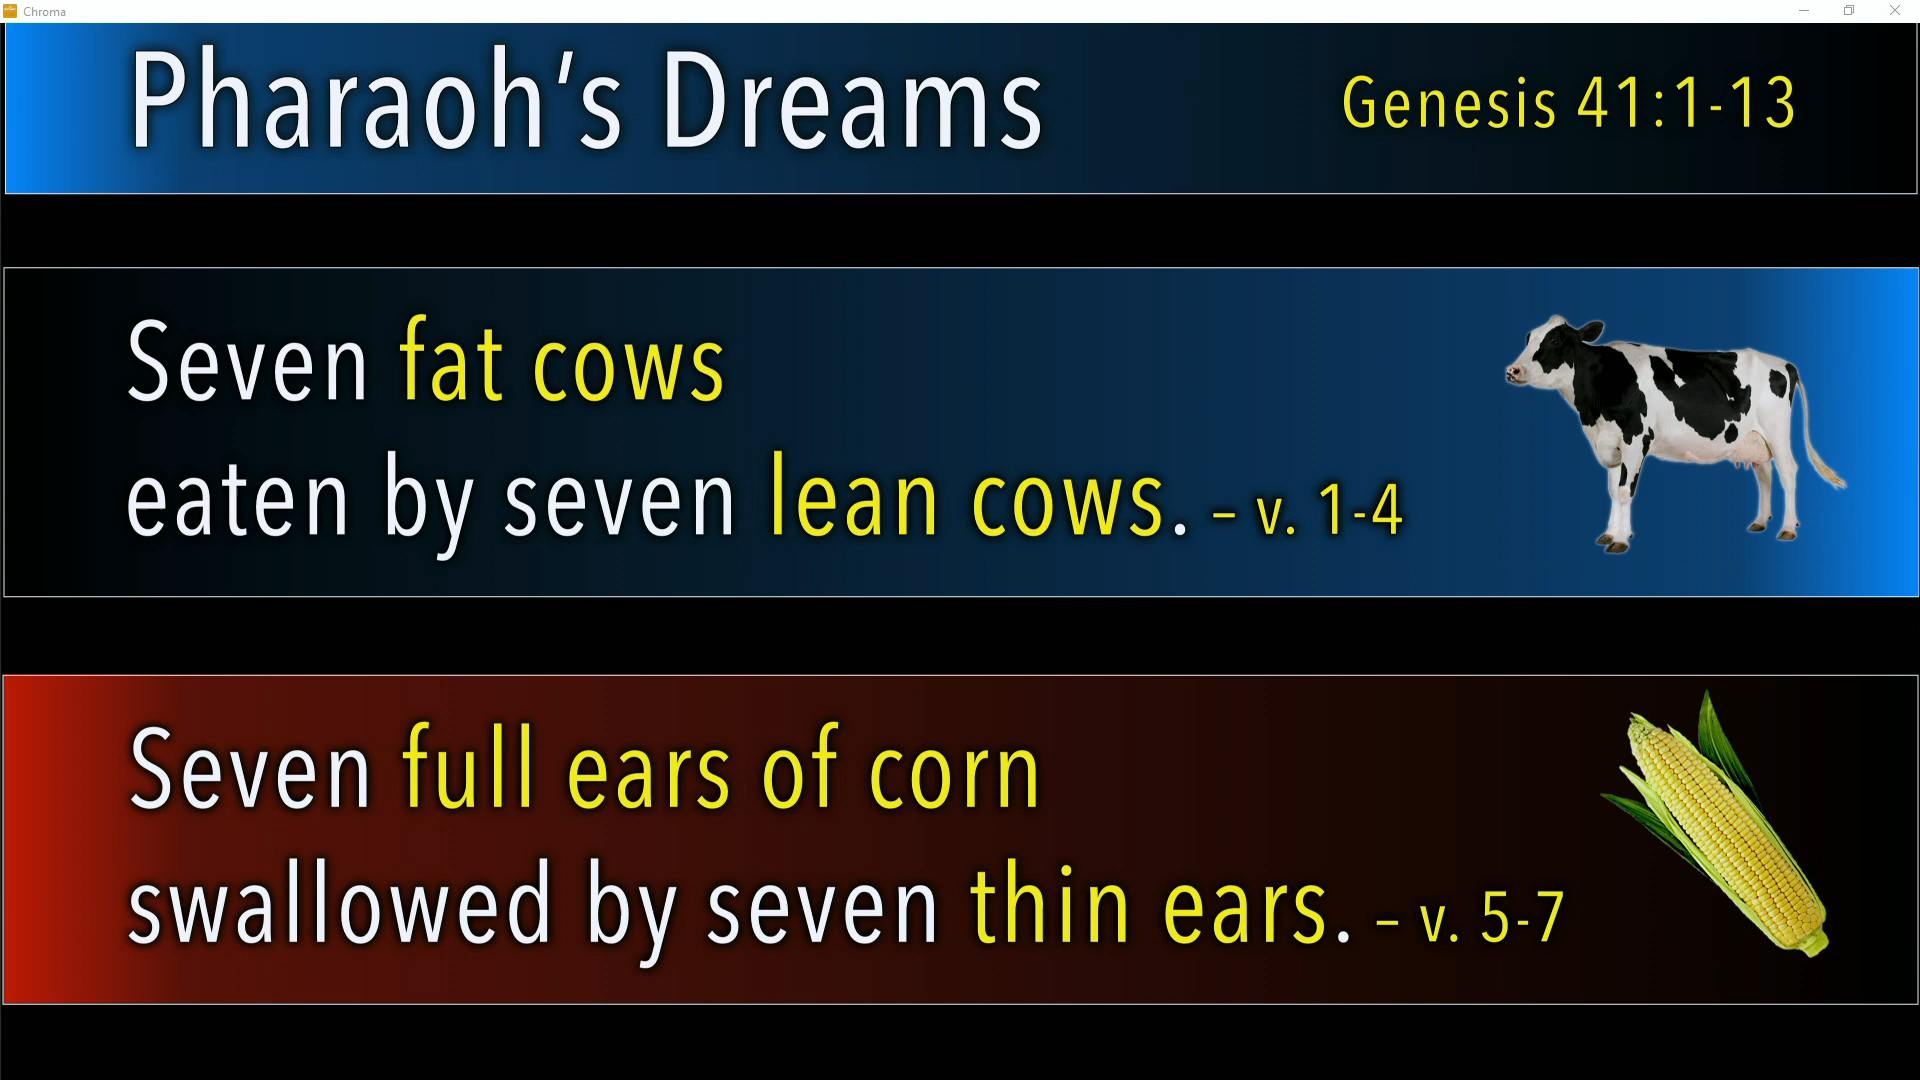 Chroma
Pharaoh’s Dreams
Genesis 41:1-13
Seven fat cows
eaten by seven lean cows. – v. 1-4
Seven full ears of corn
swallowed by seven thin ears. – v. 5-7